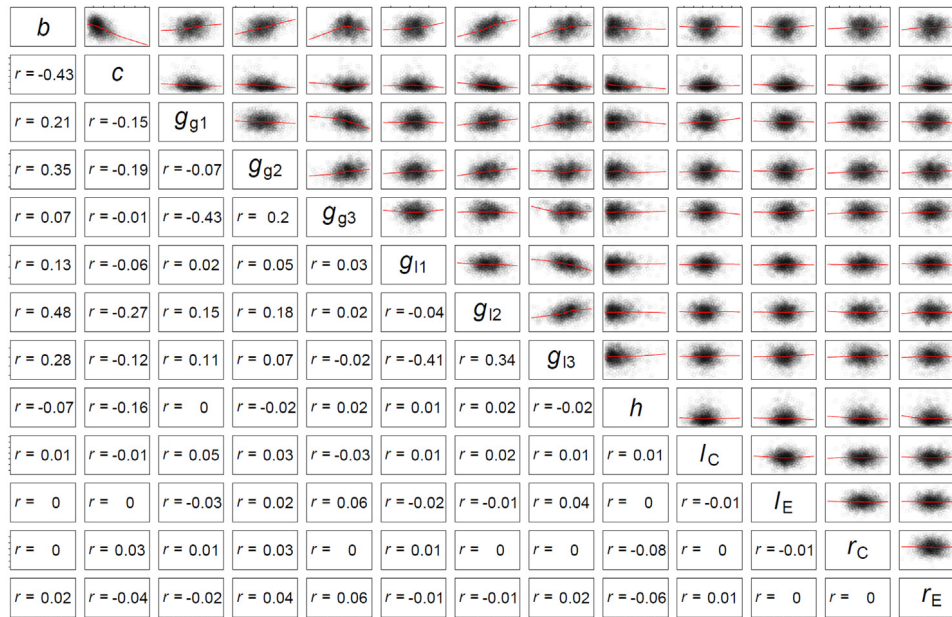 b
r = -0.43 c
r = 0.21 r = -0.15 gg1
r = 0.35 r = -0.19 r = -0.07 gg2
r = 0.07 r = -0.01 r = -0.43 r = 0.2 gg3
r = 0.13 r = -0.06 r = 0.02 r = 0.05 r = 0.03 gl1
r = 0.48 r = -0.27 r = 0.15 r = 0.18 r = 0.02 r = -0.04 gl2
r = 0.28 r = -0.12 r = 0.11 r = 0.07 r = -0.02 r = -0.41 r = 0.34 gl3
r = -0.07 r = -0.16 r = 0 r = -0.02 r = 0.02 r = 0.01 r = 0.02 r = -0.02 h
r = 0.01 r = -0.01 r = 0.05 r = 0.03 r = -0.03 r = 0.01 r = 0.02 r = 0.01 r = 0.01 lC
r = 0 r = 0 r = -0.03 r = 0.02 r = 0.06 r = -0.02 r = -0.01 r = 0.04 r = 0 r = -0.01 lE
r = 0 r = 0.03 r = 0.01 r = 0.03 r = 0 r = 0.01 r = 0 r = 0 r = -0.08 r = 0 r = -0.01 rC
r = 0.02 r = -0.04 r = -0.02 r = 0.04 r = 0.06 r = -0.01 r = -0.01 r = 0.02 r = -0.06 r = 0.01 r = 0 r = 0 rE